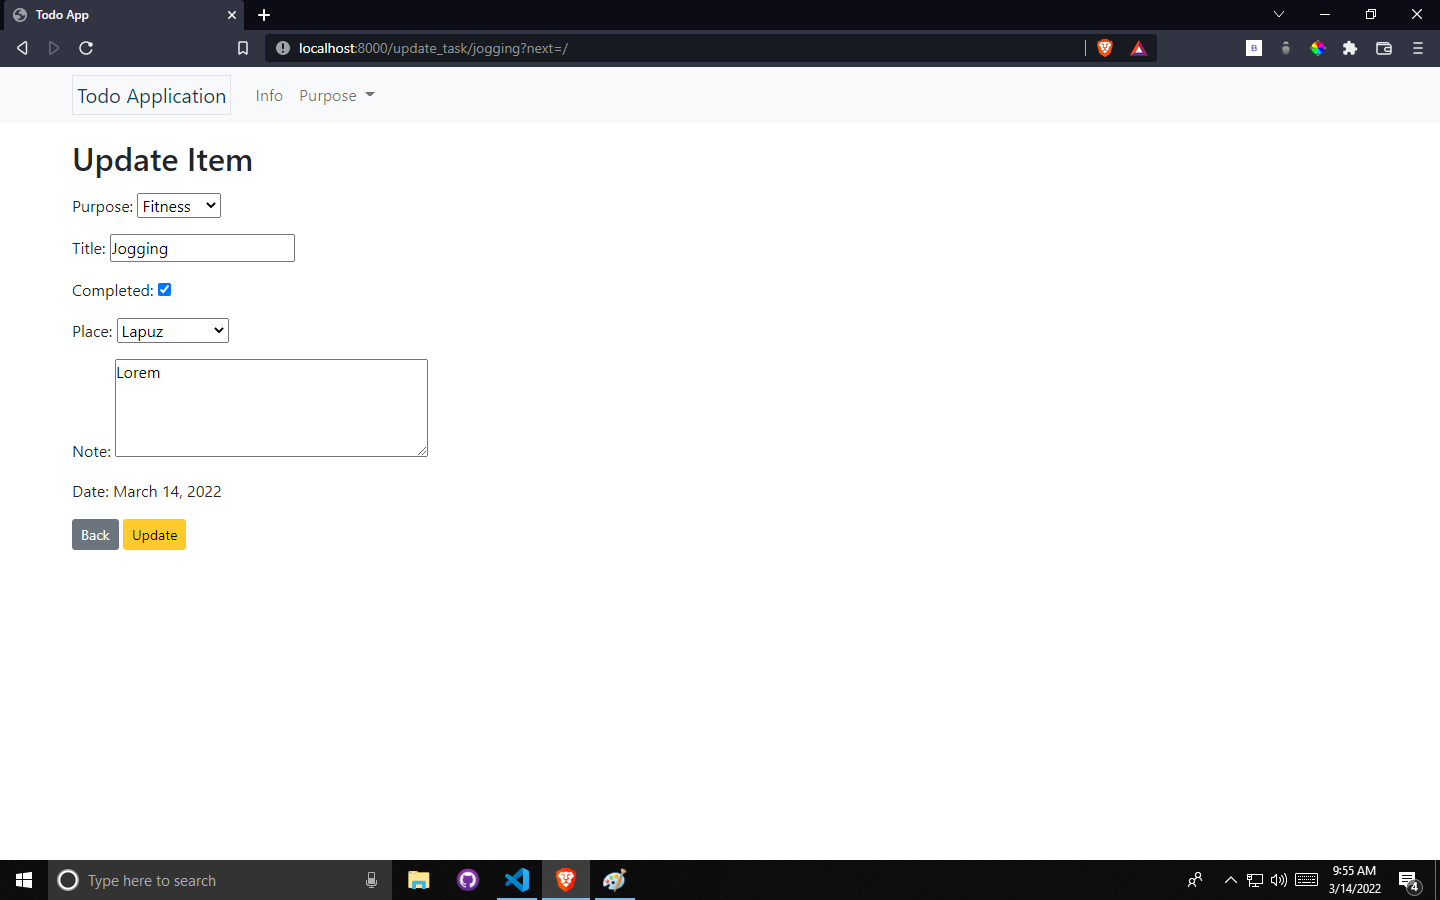 Todo App
localhost:8000/update_task/jogging?next=/
B
Todo Application Info Purpose
Update Item
Purpose: Fitness
Title: Jogging
Completed:
Place: Lapuz
Lorem
Note:
Date: March 14, 2022
Back Update
Type here to search
9:55 AM
3/14/2022
4